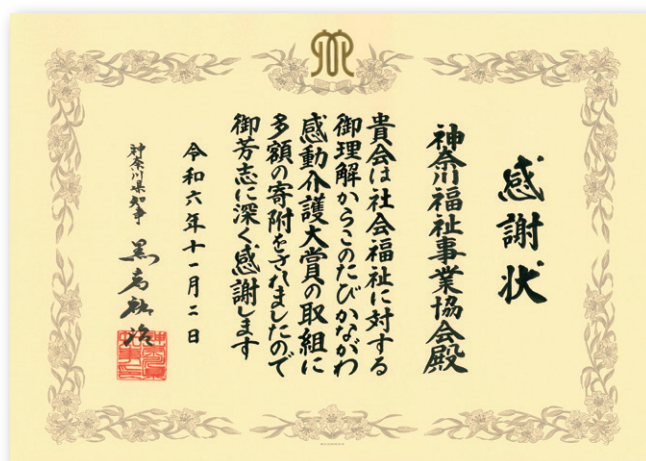 感謝状
神奈川福祉事業協会殿
貴会は社会福祉に対する
御理解からこのたびかながわ
感動介護大賞の取組に
多額の寄附をされましたので
御芳志に深く感謝します
令和六年十一月二日
神奈川県知事 黒岩祐治